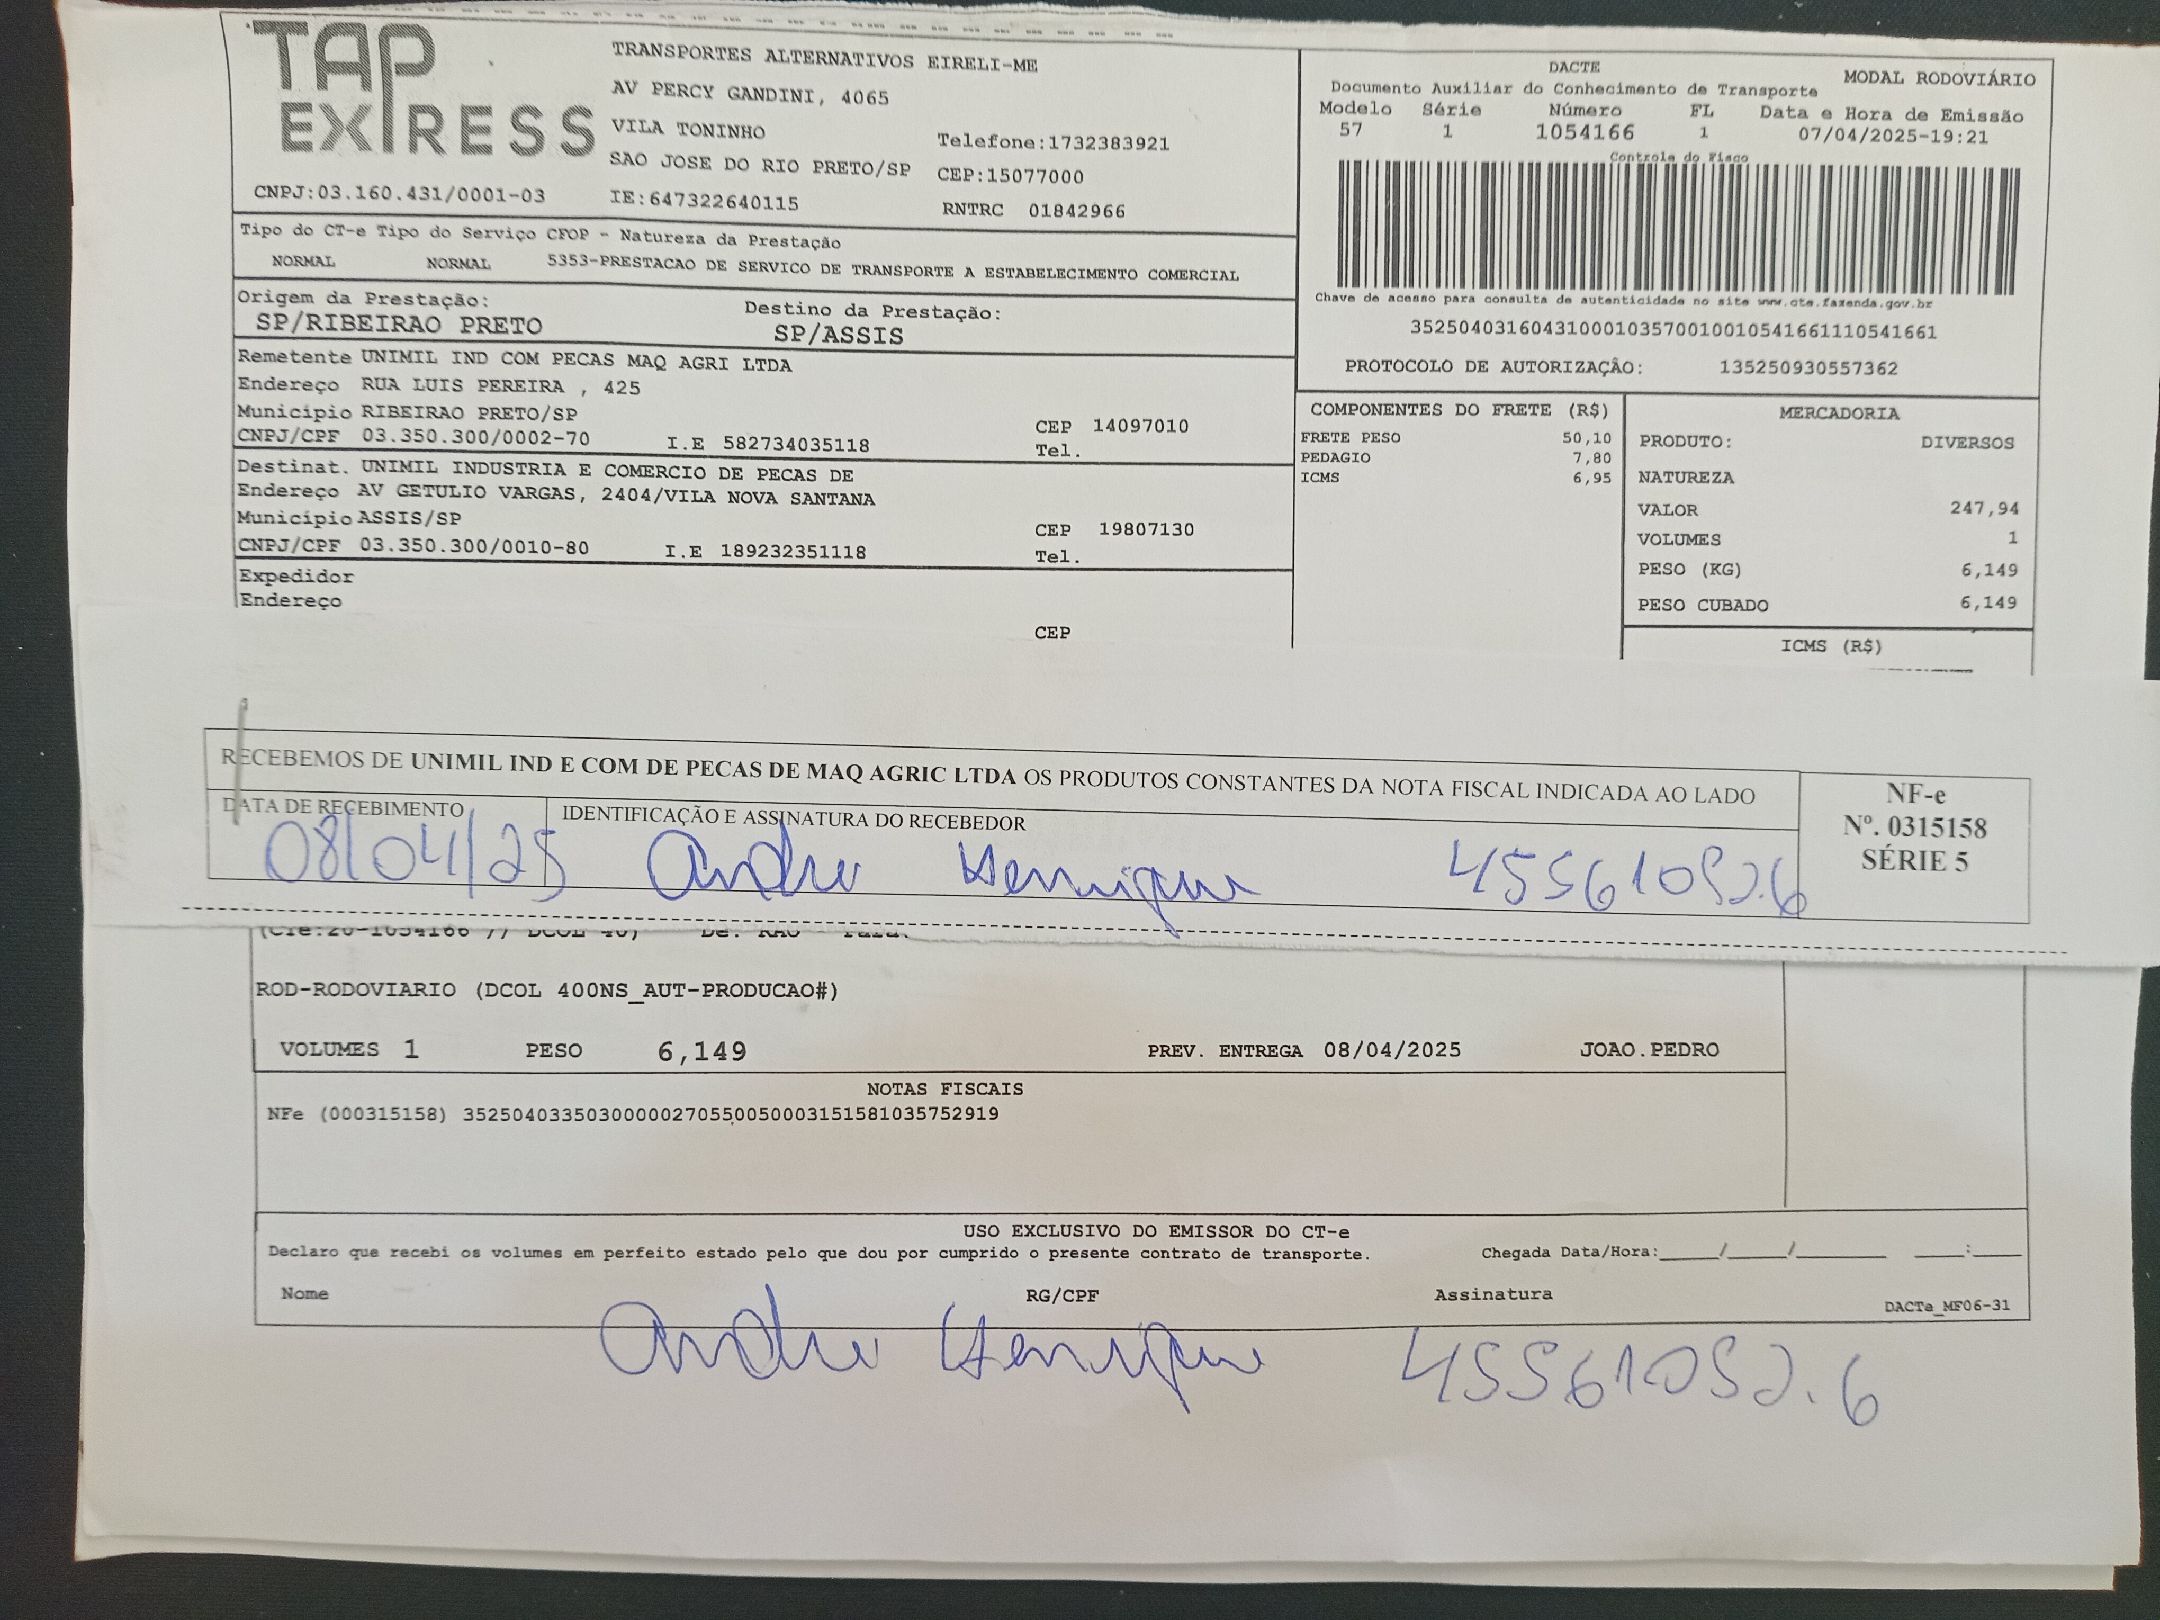 TAP EXPRESS
TRANSPORTES ALTERNATIVOS EIRELI-ME
AV PERCY GANDINI, 4065
VILA TONINHO
Telefone:1732383921
SAO JOSE DO RIO PRETO/SP CEP:15077000
CNPJ:03.160.431/0001-03 IE:647322640115 RNTRC 01842966
DACTE MODAL RODOVIÁRIO
Documento Auxiliar do Conhecimento de Transporte
Modelo Série Número FL Data e Hora de Emissão
57 1 1054166 1 07/04/2025-19:21
Controle do Fisco
Chave de acesso para consulta de autenticidade no site www.cte.fazenda.gov.br
35250403160431000103570010010541661110541661
PROTOCOLO DE AUTORIZAÇÃO: 135250930557362
Tipo do CT-e Tipo do Serviço CFOP - Natureza da Prestação
NORMAL NORMAL 5353-PRESTACAO DE SERVICO DE TRANSPORTE A ESTABELECIMENTO COMERCIAL
Origem da Prestação: Destino da Prestação:
SP/RIBEIRAO PRETO SP/ASSIS
Remetente UNIMIL IND COM PECAS MAQ AGRI LTDA
Endereço RUA LUIS PEREIRA , 425
Município RIBEIRAO PRETO/SP CEP 14097010
CNPJ/CPF 03.350.300/0002-70 I.E 582734035118 Tel.
Destinat. UNIMIL INDUSTRIA E COMERCIO DE PECAS DE
Endereço AV GETULIO VARGAS, 2404/VILA NOVA SANTANA
Município ASSIS/SP CEP 19807130
CNPJ/CPF 03.350.300/0010-80 I.E 189232351118 Tel.
Expedidor
Endereço
CEP
COMPONENTES DO FRETE (R$)
FRETE PESO 50,10
PEDAGIO 7,80
ICMS 6,95
MERCADORIA
PRODUTO: DIVERSOS
NATUREZA
VALOR 247,94
VOLUMES 1
PESO (KG) 6,149
PESO CUBADO 6,149
ICMS (R$)
RECEBEMOS DE UNIMIL IND E COM DE PECAS DE MAQ AGRIC LTDA OS PRODUTOS CONSTANTES DA NOTA FISCAL INDICADA AO LADO
DATA DE RECEBIMENTO IDENTIFICAÇÃO E ASSINATURA DO RECEBEDOR
08/04/25 Andre Henrique 45561052.6
NF-e
Nº. 0315158
SÉRIE 5
ROD-RODOVIARIO (DCOL 400NS_AUT-PRODUCAO#)
VOLUMES 1 PESO 6,149 PREV. ENTREGA 08/04/2025 JOAO.PEDRO
NOTAS FISCAIS
NFe (000315158) 35250403350300000270550050003151581035752919
USO EXCLUSIVO DO EMISSOR DO CT-e
Declaro que recebi os volumes em perfeito estado pelo que dou por cumprido o presente contrato de transporte. Chegada Data/Hora:____/____/______ ___:___
Nome RG/CPF Assinatura
DACTe_MF06-31
Andre Henrique 45561052.6